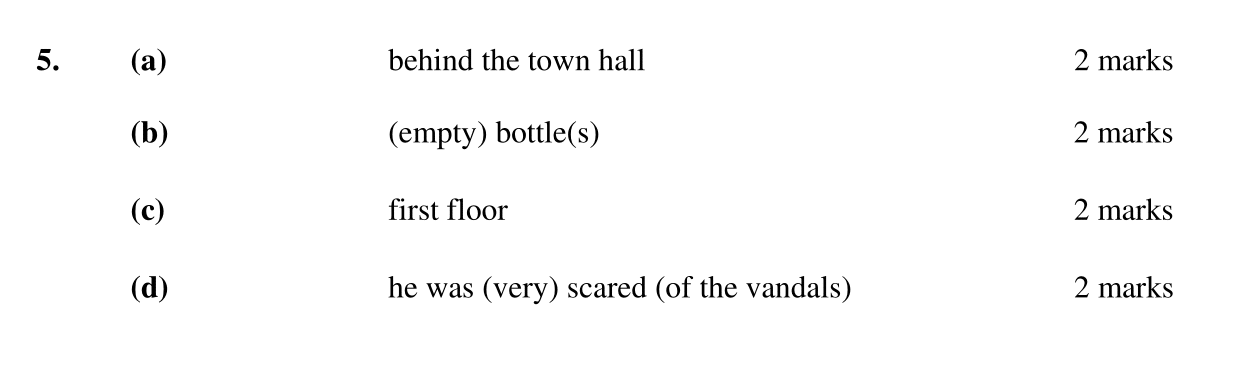 5. (a) behind the town hall 2 marks
(b) (empty) bottle(s) 2 marks
(c) first floor 2 marks
(d) he was (very) scared (of the vandals) 2 marks